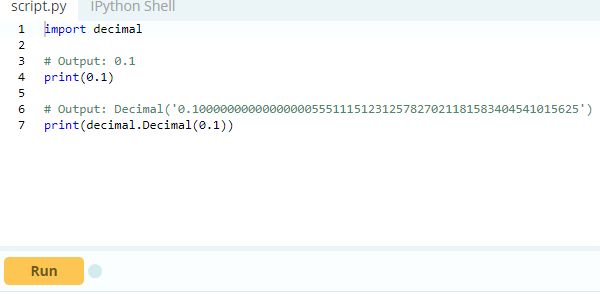 script.py IPython Shell
1 import decimal
2
3 # Output: 0.1
4 print(0.1)
5
6 # Output: Decimal('0.1000000000000000055511151231257827021181583404541015625')
7 print(decimal.Decimal(0.1))
Run